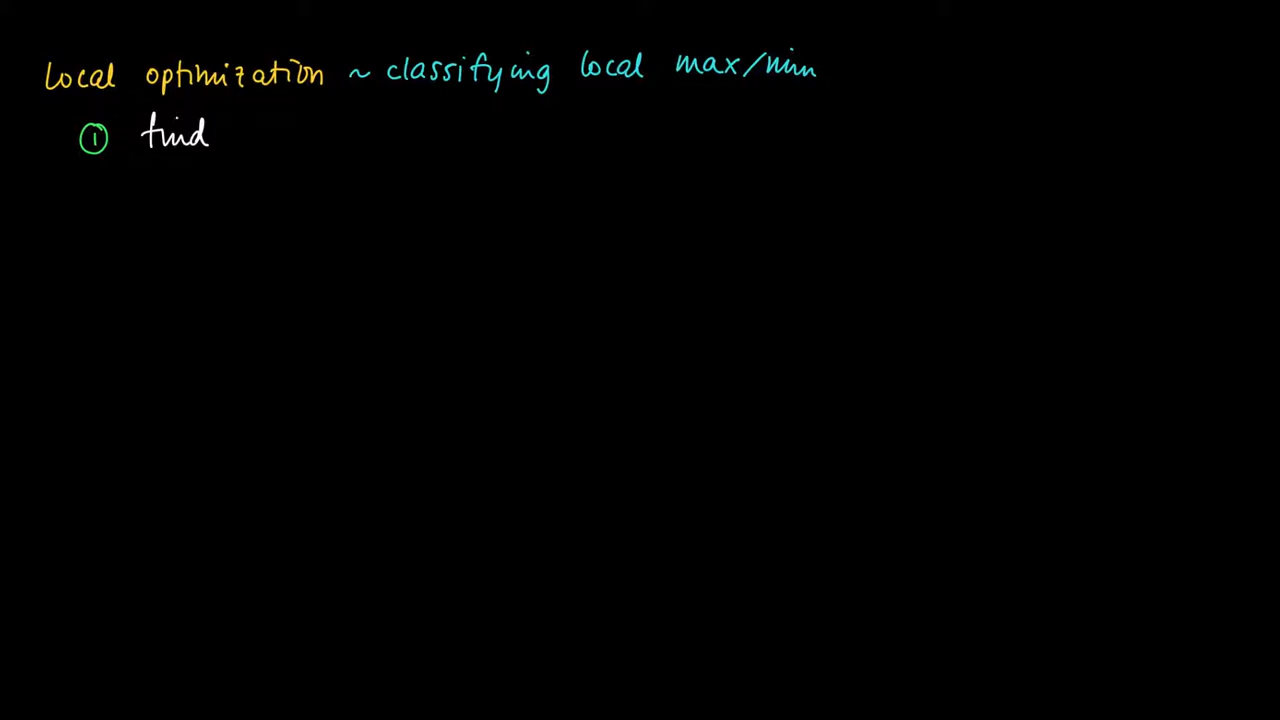 local optimization ~ classifying local max/min
① find